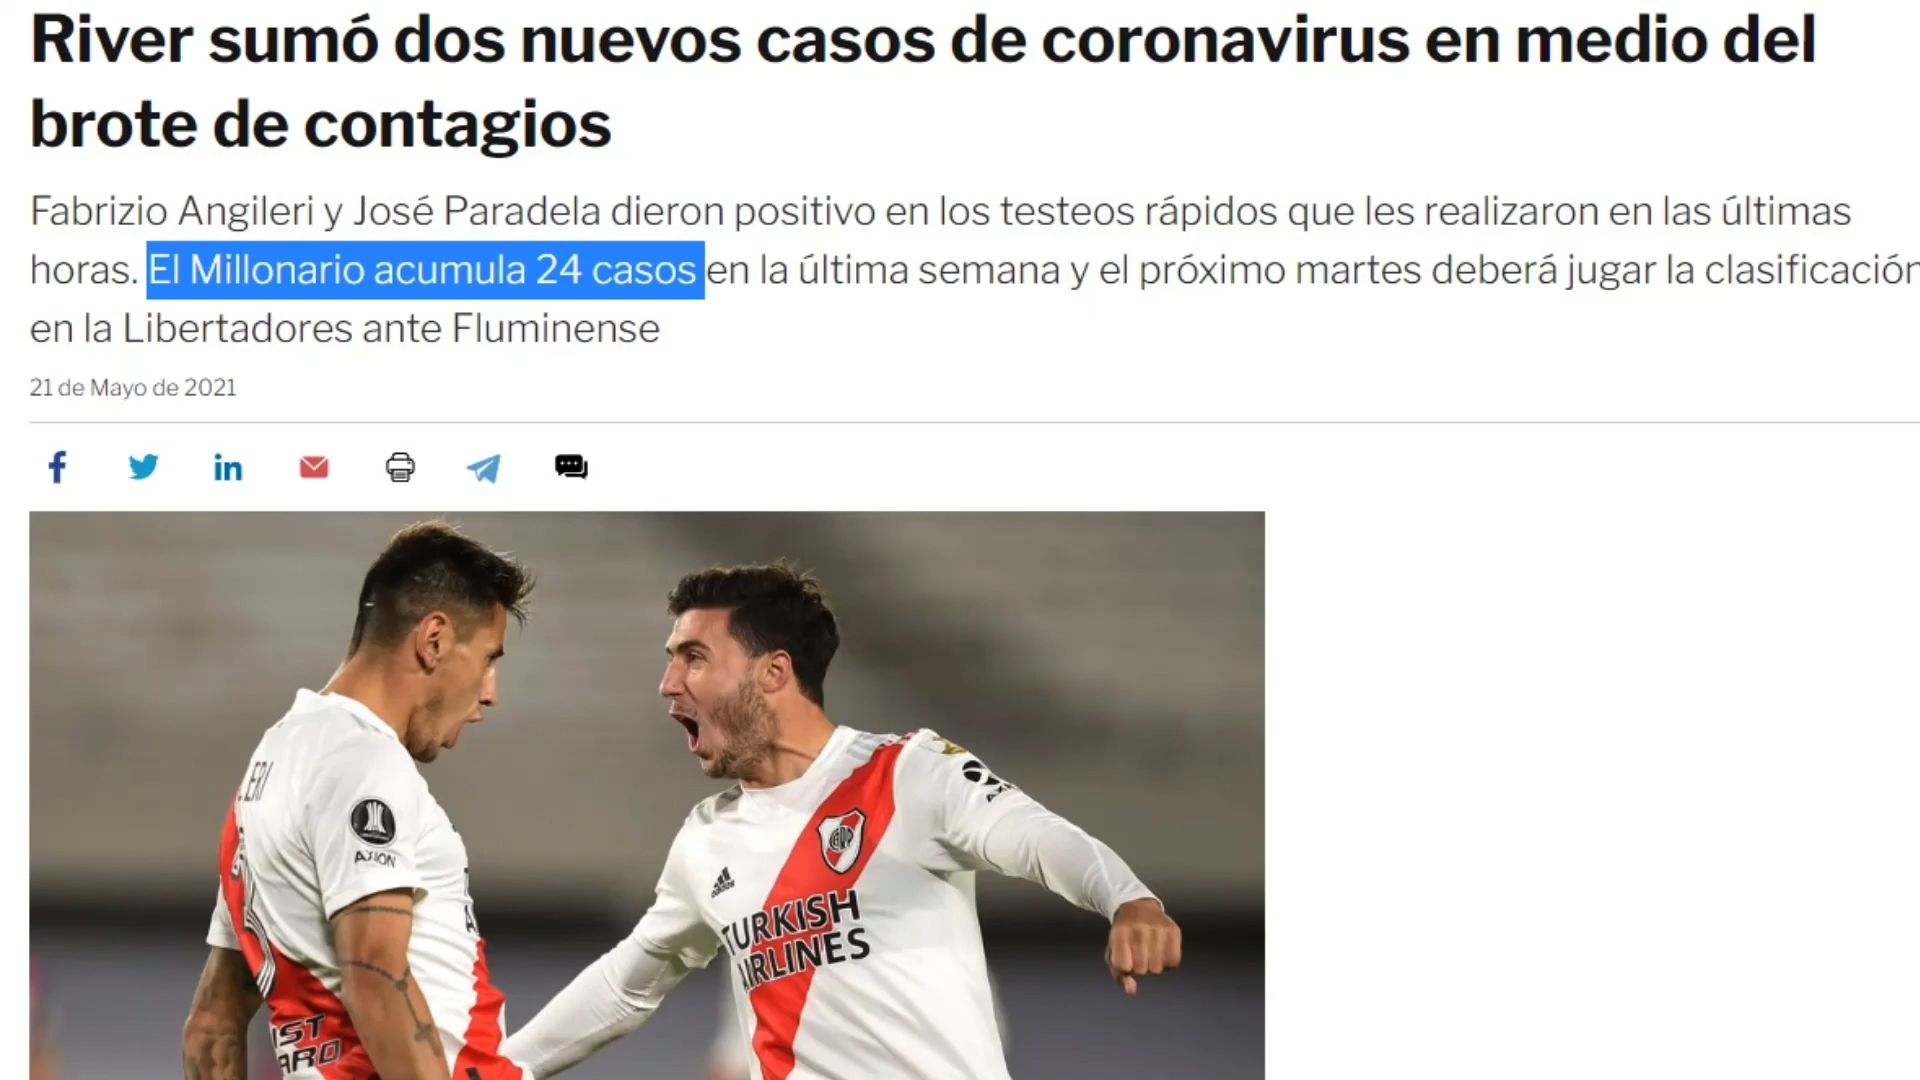 River sumó dos nuevos casos de coronavirus en medio del
brote de contagios
Fabrizio Angileri y José Paradela dieron positivo en los testeos rápidos que les realizaron en las últimas
horas. El Millonario acumula 24 casos en la última semana y el próximo martes deberá jugar la clasificación
en la Libertadores ante Fluminense
21 de Mayo de 2021
AXION
adidas
TURKISH
AIRLINES